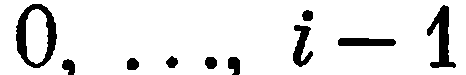 0, ..., i — 1